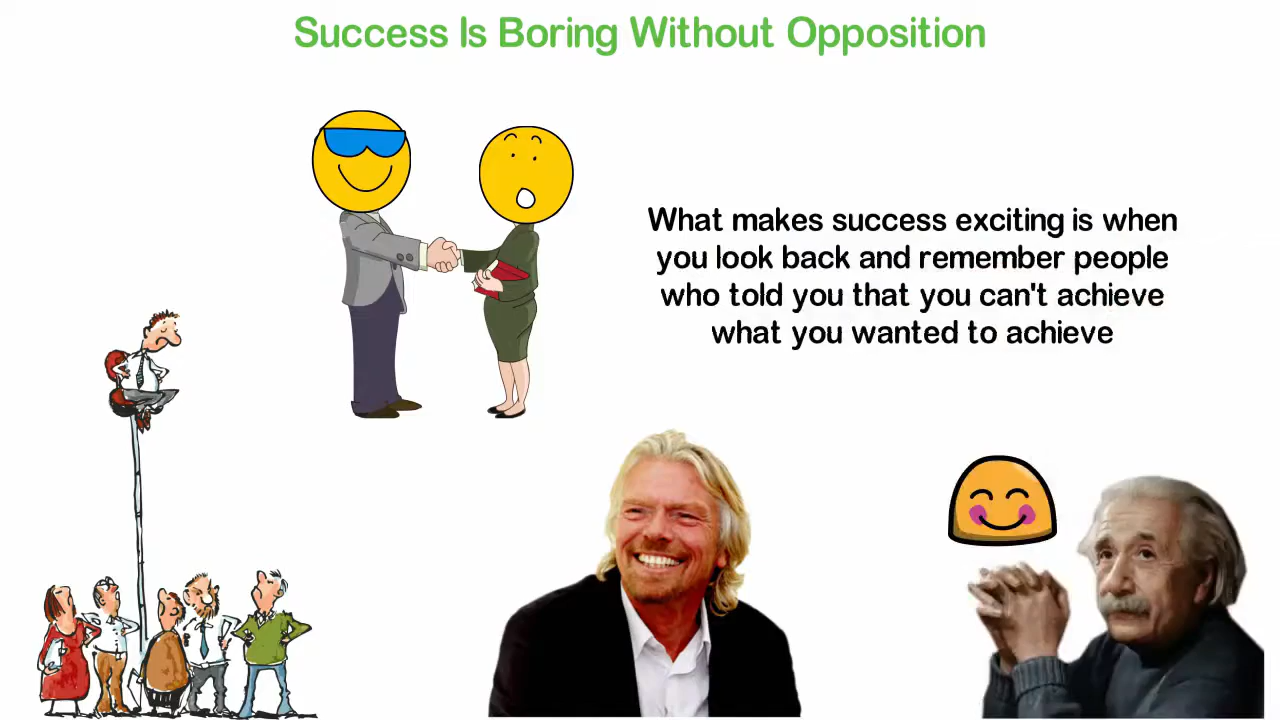 Success Is Boring Without Opposition
What makes success exciting is when
you look back and remember people
who told you that you can't achieve
what you wanted to achieve